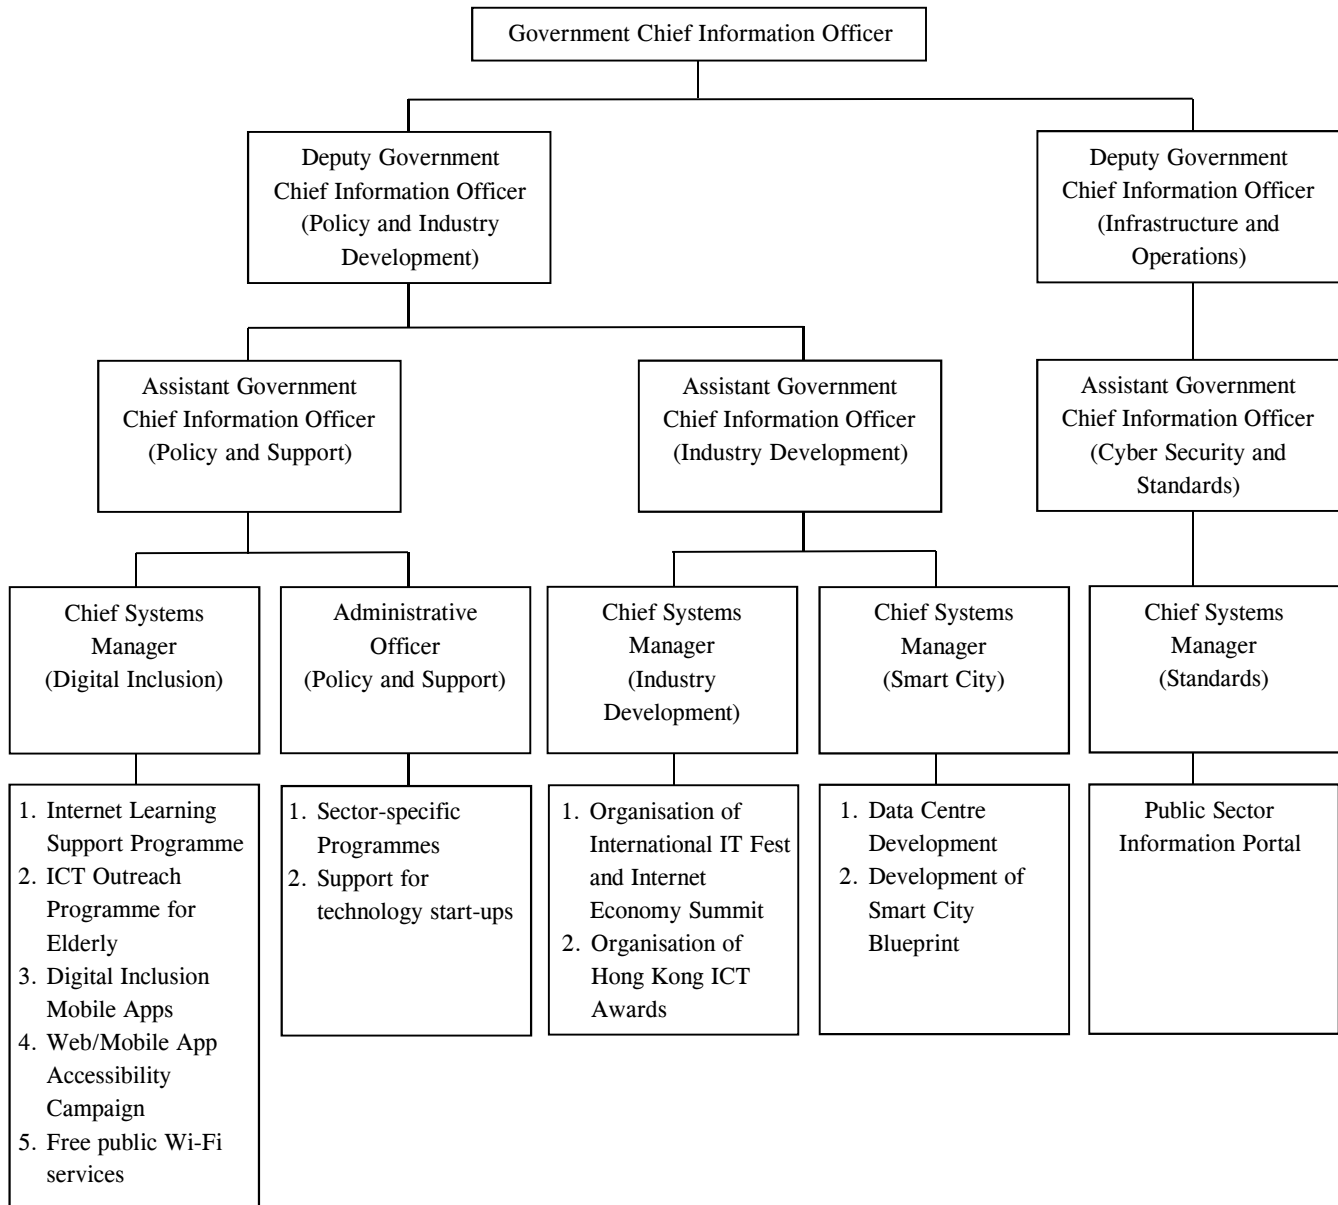 Government Chief Information Officer
Deputy Government
Chief Information Officer
(Policy and Industry
Development)
Deputy Government
Chief Information Officer
(Infrastructure and
Operations)
Assistant Government
Chief Information Officer
(Policy and Support)
Assistant Government
Chief Information Officer
(Industry Development)
Assistant Government
Chief Information Officer
(Cyber Security and
Standards)
Chief Systems
Manager
(Digital Inclusion)
Administrative
Officer
(Policy and Support)
Chief Systems
Manager
(Industry
Development)
Chief Systems
Manager
(Smart City)
Chief Systems
Manager
(Standards)
1. Internet Learning
Support Programme
2. ICT Outreach
Programme for
Elderly
3. Digital Inclusion
Mobile Apps
4. Web/Mobile App
Accessibility
Campaign
5. Free public Wi-Fi
services
1. Sector-specific
Programmes
2. Support for
technology start-ups
1. Organisation of
International IT Fest
and Internet
Economy Summit
2. Organisation of
Hong Kong ICT
Awards
1. Data Centre
Development
2. Development of
Smart City
Blueprint
Public Sector
Information Portal